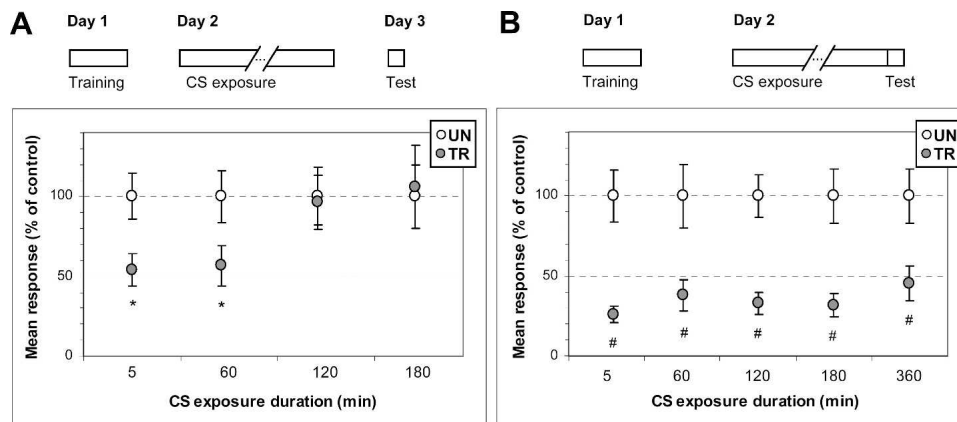 A
Day 1 Day 2 Day 3
...
Training CS exposure Test
UN
TR
Mean response (% of control)
100
50
0
* *
5 60 120 180
CS exposure duration (min)
B
Day 1 Day 2
...
Training CS exposure Test
UN
TR
Mean response (% of control)
100
50
0
# # # # #
5 60 120 180 360
CS exposure duration (min)